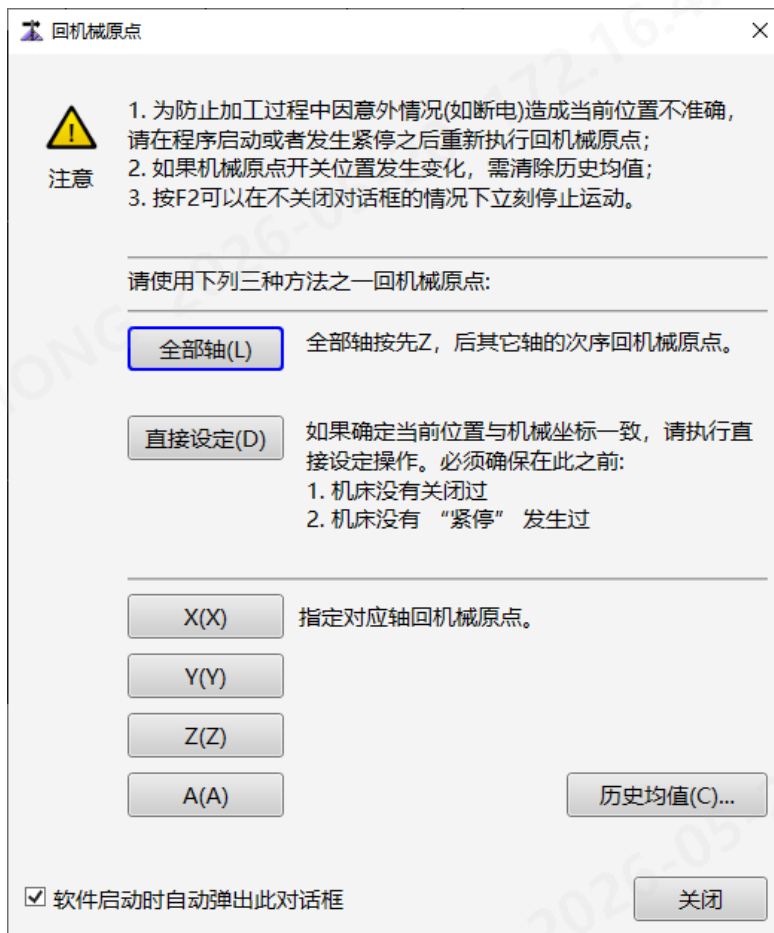 回机械原点
1. 为防止加工过程中因意外情况(如断电)造成当前位置不准确，
请在程序启动或者发生紧停之后重新执行回机械原点；
注意
2. 如果机械原点开关位置发生变化，需清除历史均值；
3. 按F2可以在不关闭对话框的情况下立刻停止运动。
请使用下列三种方法之一回机械原点:
全部轴(L)
全部轴按先Z，后其它轴的次序回机械原点。
直接设定(D)
如果确定当前位置与机械坐标一致，请执行直
接设定操作。必须确保在此之前:
1. 机床没有关闭过
2. 机床没有 “紧停” 发生过
X(X)
指定对应轴回机械原点。
Y(Y)
Z(Z)
A(A)
历史均值(C)...
软件启动时自动弹出此对话框
关闭